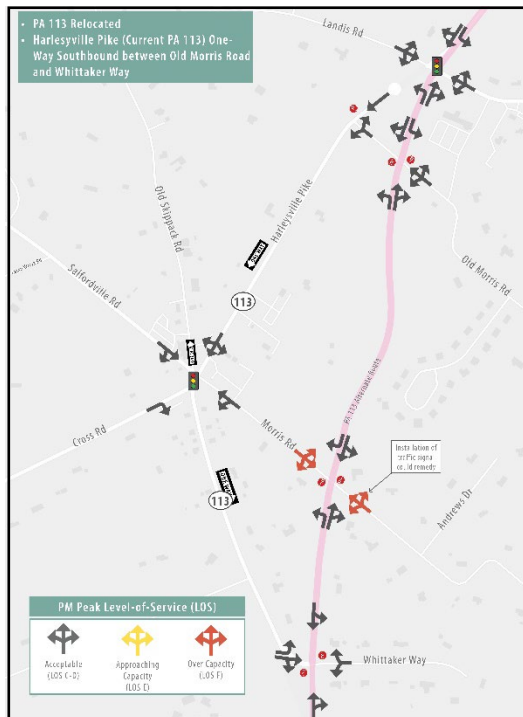 • PA 113 Relocated
• Harleysville Pike (Current PA 113) One-
Way Southbound between Old Morris Road
and Whittaker Way
Landis Rd
Old Skippack Rd
Harleysville Pike
Salfordville Rd
Old Morris Rd
113
PA 113 Alternate Route
Cross Rd
Morris Rd
Installation of
traffic signal
could remedy
113
Andrews Dr
PM Peak Level-of-Service (LOS)
Acceptable
(LOS C-D)
Approaching
Capacity
(LOS E)
Over Capacity
(LOS F)
Whittaker Way